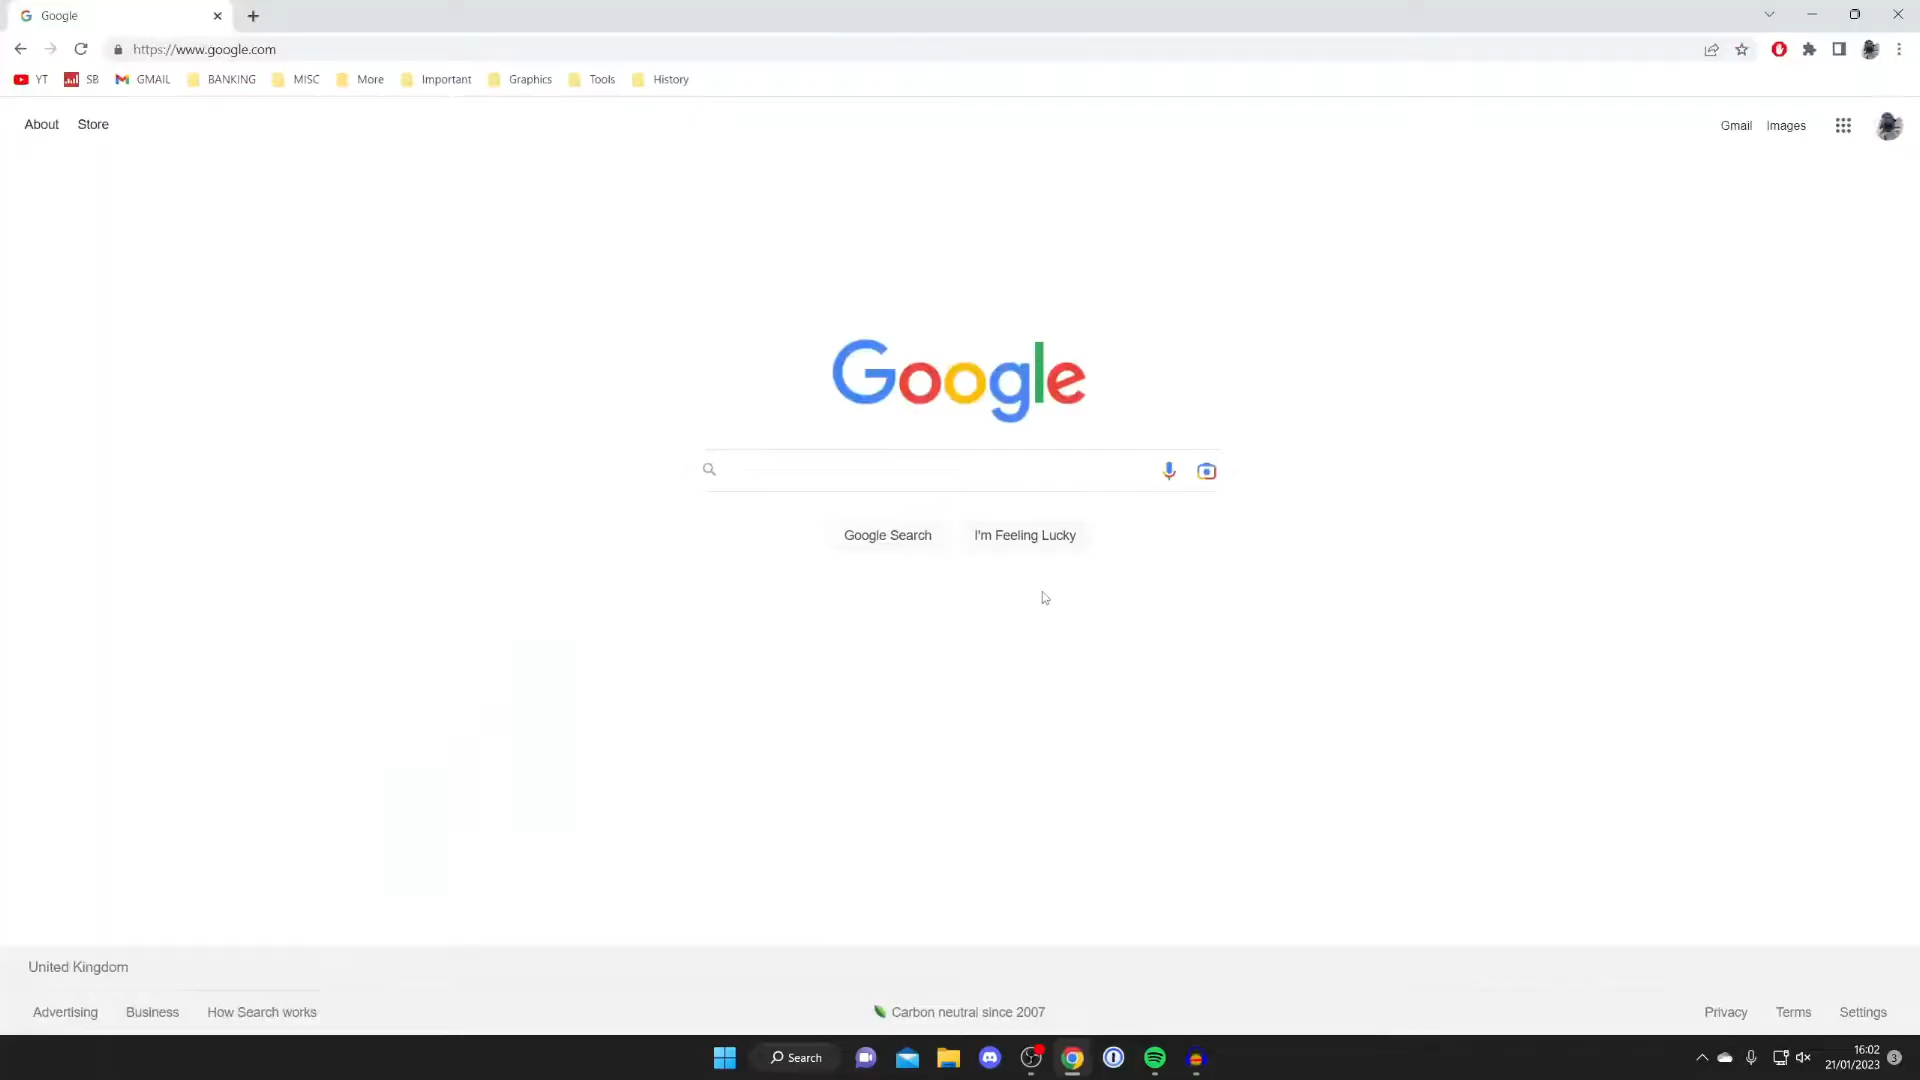 Google
https://www.google.com
YT SB GMAIL BANKING MISC More Important Graphics Tools History
About Store
Gmail Images
Google
Google Search I'm Feeling Lucky
United Kingdom
Advertising Business How Search works
Carbon neutral since 2007
Privacy Terms Settings
Search
16:02
21/01/2023
3